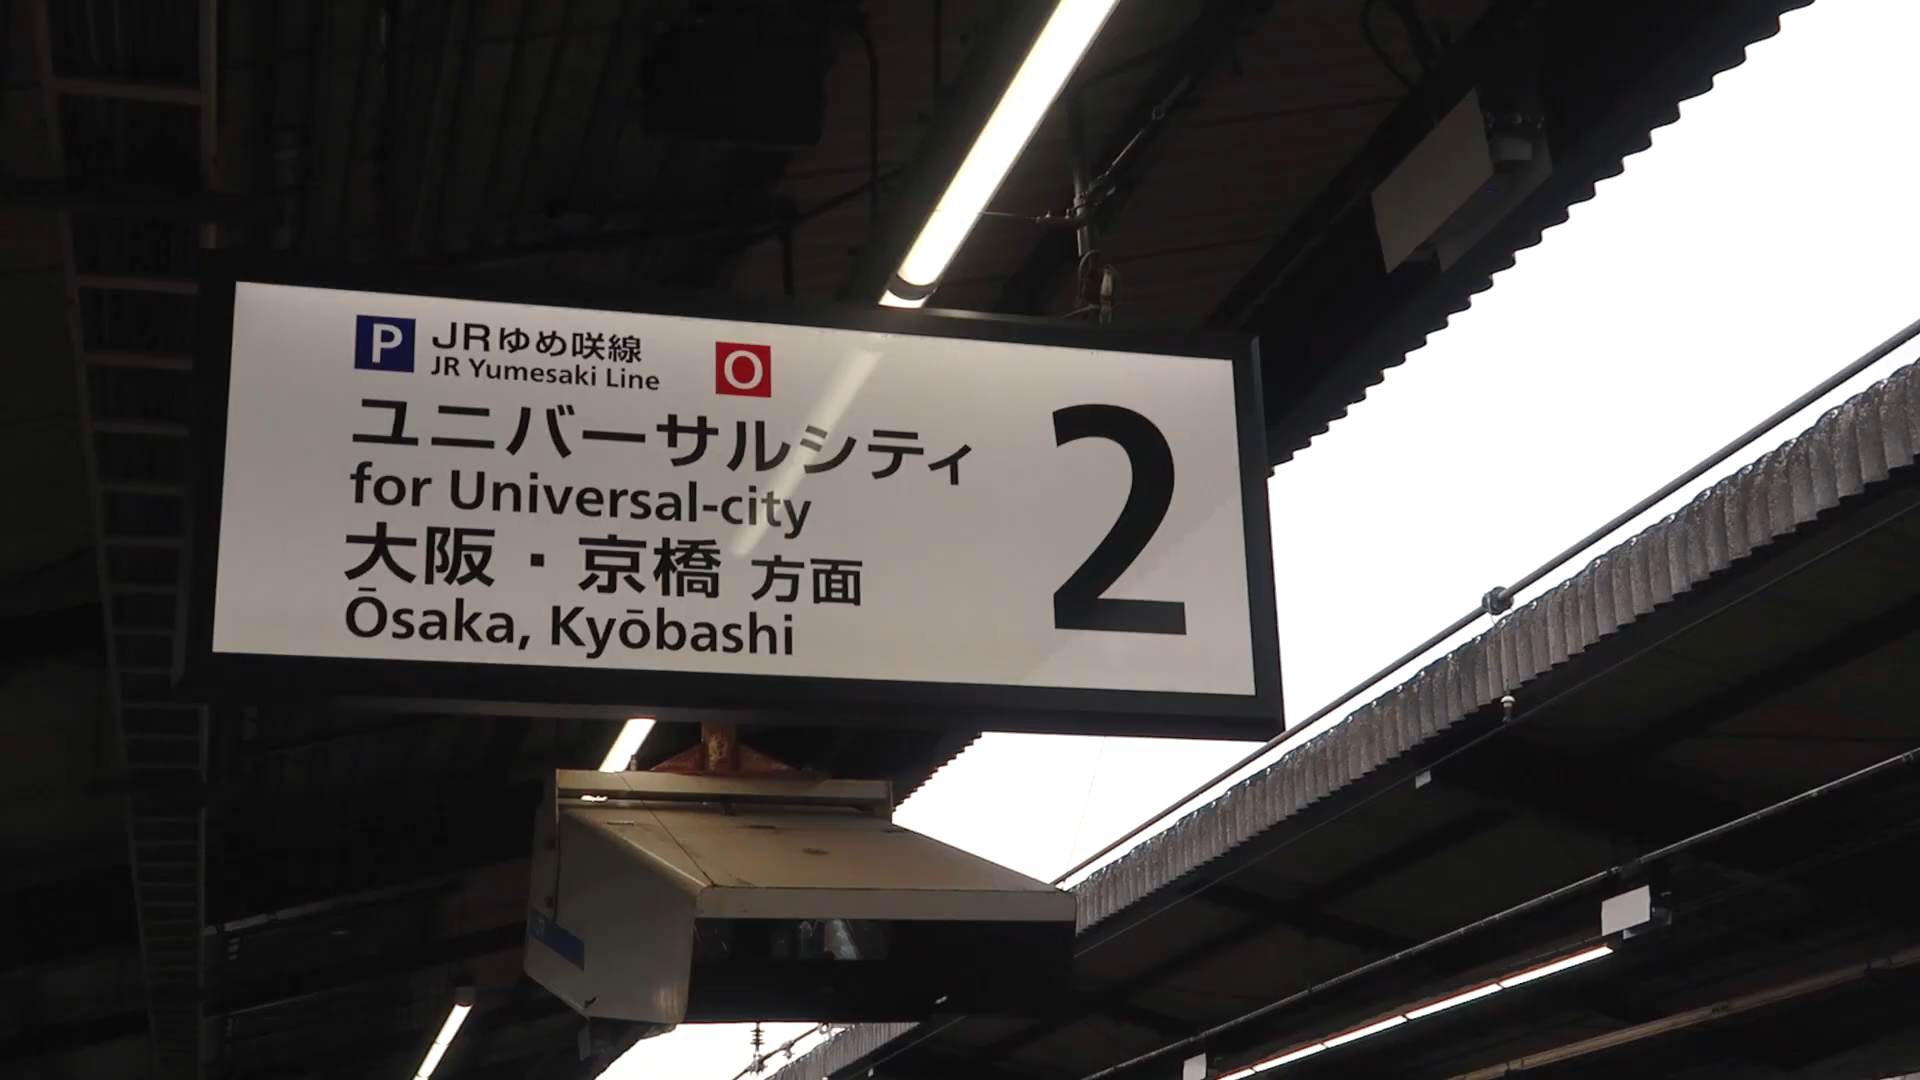 P JRゆめ咲線 O
JR Yumesaki Line
ユニバーサルシティ
for Universal-city
大阪・京橋 方面
Ōsaka, Kyōbashi
2